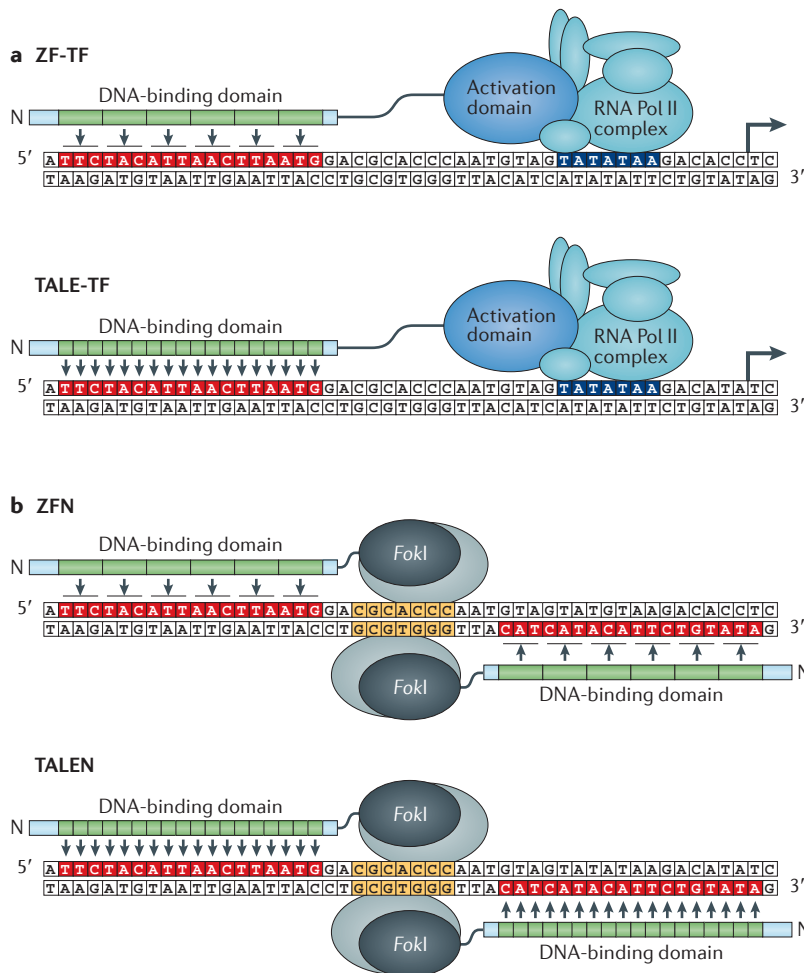 a ZF-TF
DNA-binding domain
N
Activation domain
RNA Pol II complex
5′ ATTCTACATTAACTTAATGGACGCACCCAATGTAGTATATAAGACACCTC
TAAGATGTAATTGAATTACCTGCGTGGGTTACATCATATATTCTGTATAG 3′
TALE-TF
DNA-binding domain
N
Activation domain
RNA Pol II complex
5′ ATTCTACATTAACTTAATGGACGCACCCAATGTAGTATATAAGACATATC
TAAGATGTAATTGAATTACCTGCGTGGGTTACATCATATATTCTGTATAG 3′
b ZFN
DNA-binding domain
N
FokI
5′ ATTCTACATTAACTTAATGGACGCACCCAATGTAGTATGTAAGACACCTC
TAAGATGTAATTGAATTACCTGCGTGGGTTACATCATACATTCTGTATAG 3′
FokI
N
DNA-binding domain
TALEN
DNA-binding domain
N
FokI
5′ ATTCTACATTAACTTAATGGACGCACCCAATGTAGTATATAAGACATATC
TAAGATGTAATTGAATTACCTGCGTGGGTTACATCATACATTCTGTATAG 3′
FokI
N
DNA-binding domain